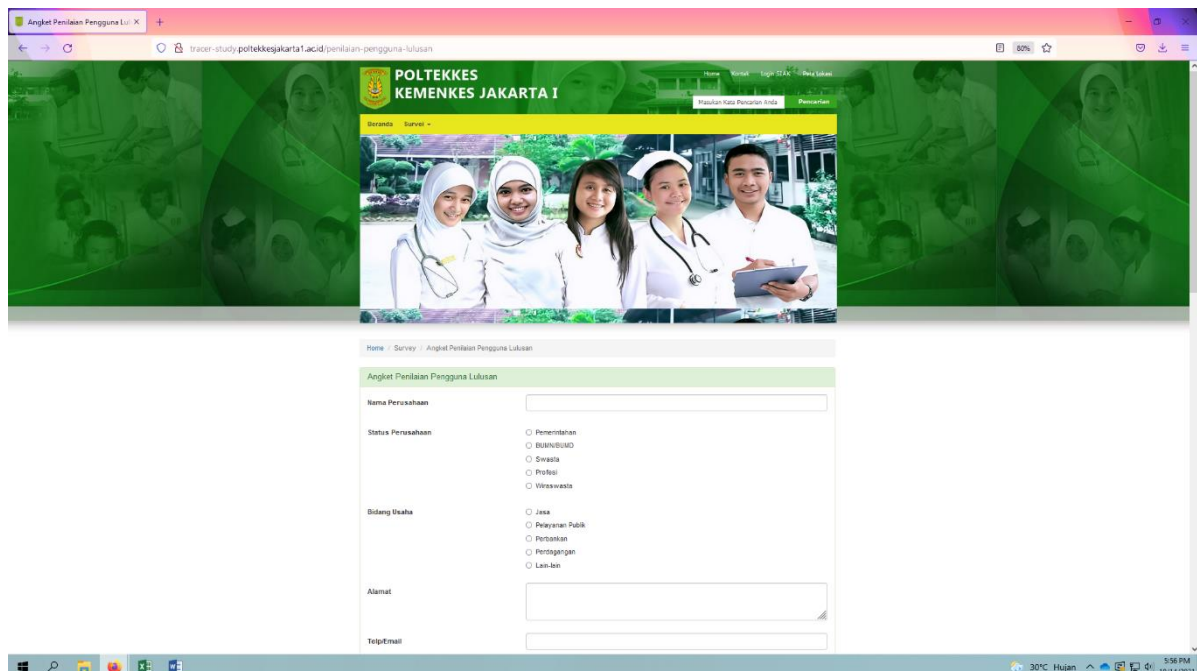 Angket Penilaian Pengguna Lul
tracer-study.poltekkesjakarta1.ac.id/penilaian-pengguna-lulusan
80%
POLTEKKES
KEMENKES JAKARTA I
Home Kontak Login SIAK Peta Lokasi
Masukan Kata Pencarian Anda Pencarian
Beranda Survei
Home / Survey / Angket Penilaian Pengguna Lulusan
Angket Penilaian Pengguna Lulusan
Nama Perusahaan
Status Perusahaan
Pemerintahan
BUMN/BUMD
Swasta
Profesi
Wiraswasta
Bidang Usaha
Jasa
Pelayanan Publik
Perbankan
Perdagangan
Lain-lain
Alamat
Telp/Email
30°C Hujan
5:56 PM